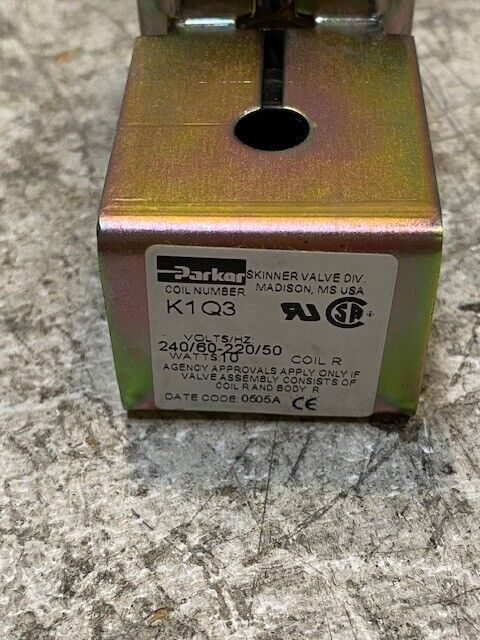 Parker SKINNER VALVE DIV
COIL NUMBER MADISON, MS USA
K1Q3
VOLTS/HZ
240/60-220/50
WATTS:10 COIL R
AGENCY APPROVALS APPLY ONLY IF
VALVE ASSEMBLY CONSISTS OF
COIL R AND BODY R
DATE CODE: 0505A CE